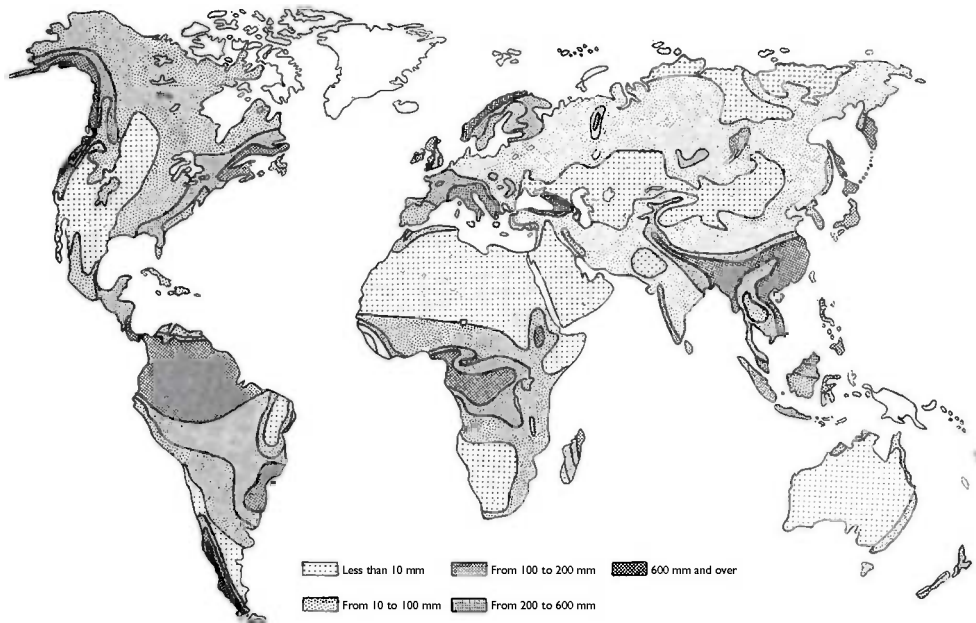 Less than 10 mm
From 100 to 200 mm
600 mm and over
From 10 to 100 mm
From 200 to 600 mm